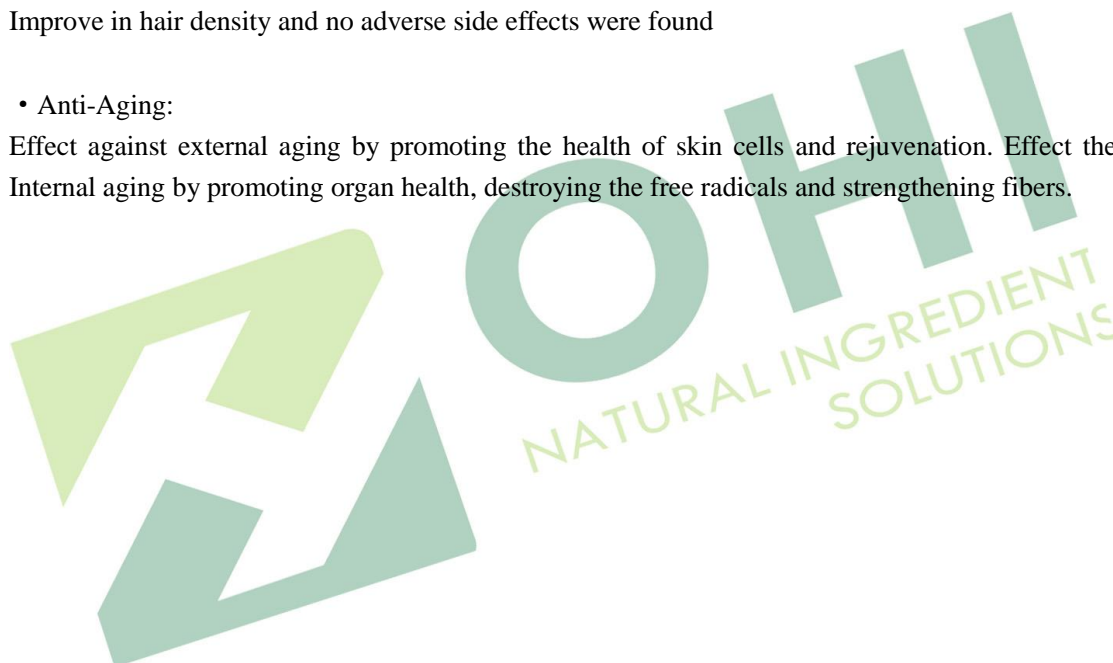 Improve in hair density and no adverse side effects were found
• Anti-Aging:
Effect against external aging by promoting the health of skin cells and rejuvenation. Effect the
Internal aging by promoting organ health, destroying the free radicals and strengthening fibers.
OHI
NATURAL INGREDIENT
SOLUTIONS